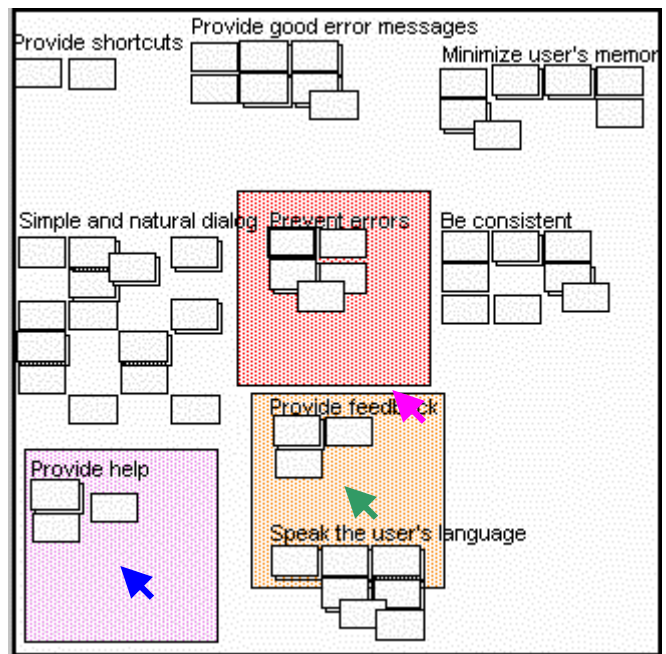 Provide good error messages
Provide shortcuts
Minimize user's memor
Simple and natural dialog
Prevent errors
Be consistent
Provide feedback
Provide help
Speak the user's language